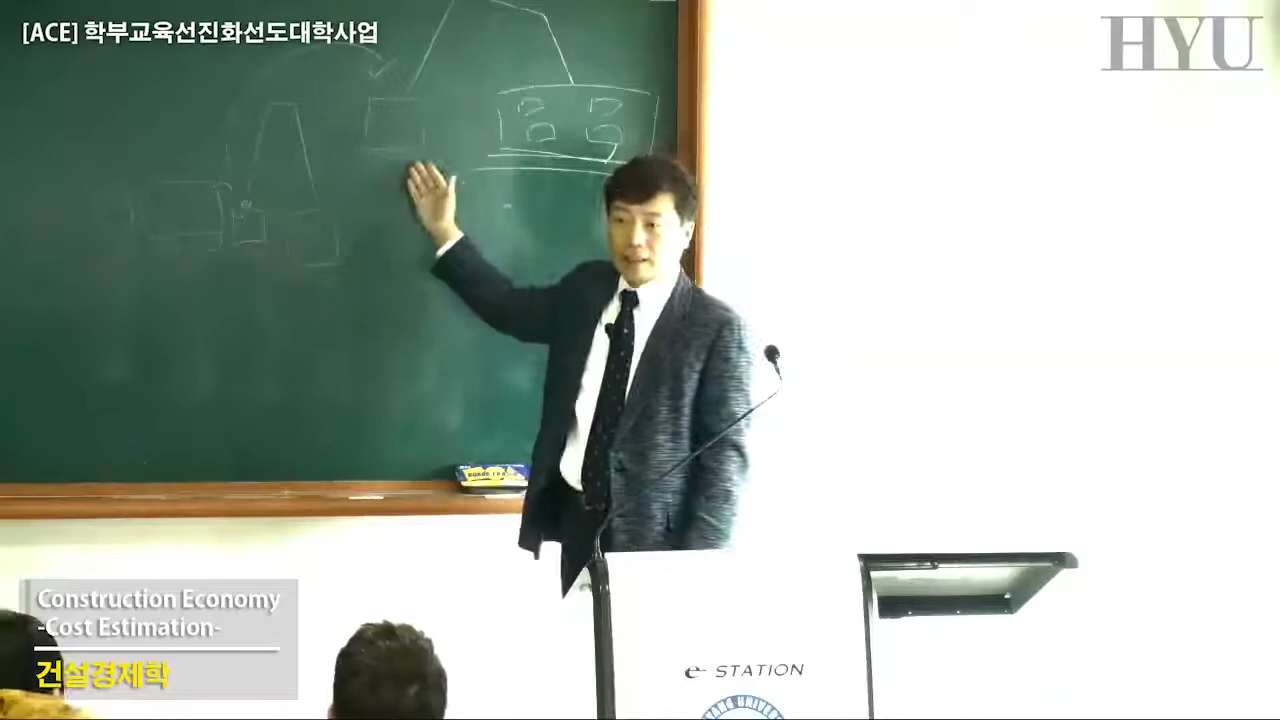 [ACE] 학부교육선진화선도대학사업
HYU
Construction Economy
-Cost Estimation-
건설경제학
e-STATION